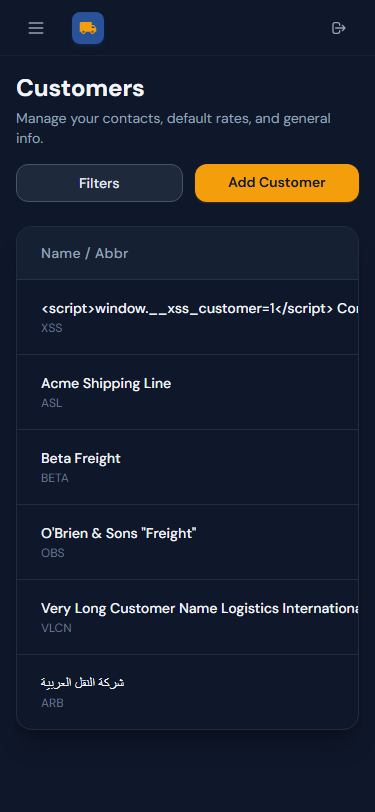 Customers
Manage your contacts, default rates, and general
info.
Filters
Add Customer
Name / Abbr
<script>window.__xss_customer=1</script>
XSS
Acme Shipping Line
ASL
Beta Freight
BETA
O'Brien & Sons "Freight"
OBS
Very Long Customer Name Logistics Internationa
VLCN
شركة النقل العربية
ARB